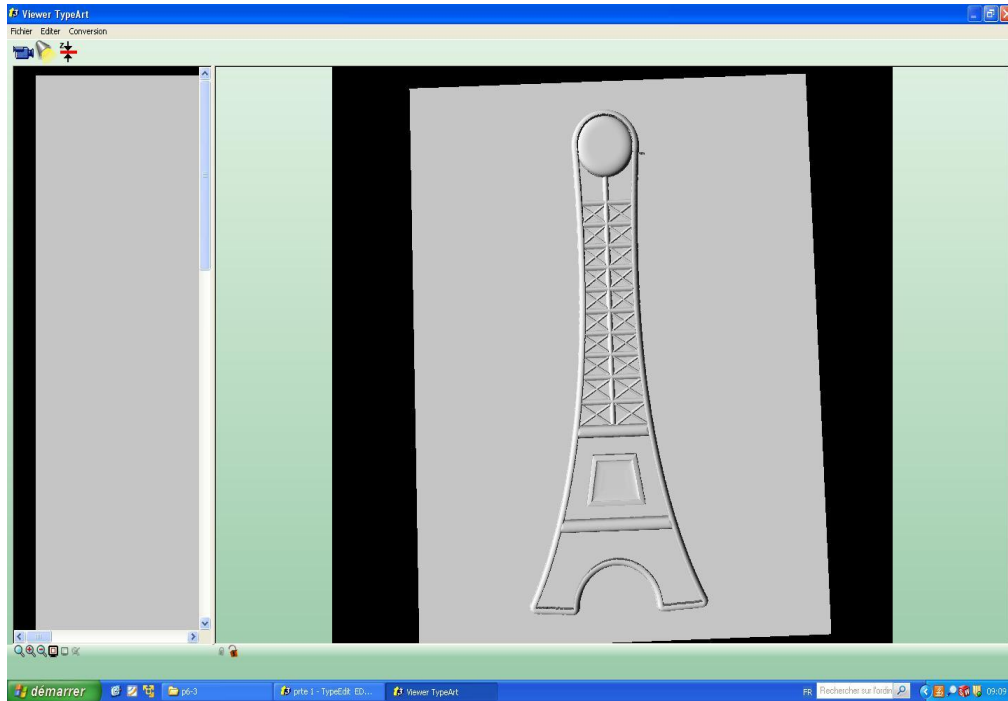 Viewer TypeArt
Fichier Editer Conversion
Z
démarrer p6-3 prte 1 - TypeEdit ED... Viewer TypeArt FR Rechercher sur l'ordin 09:09